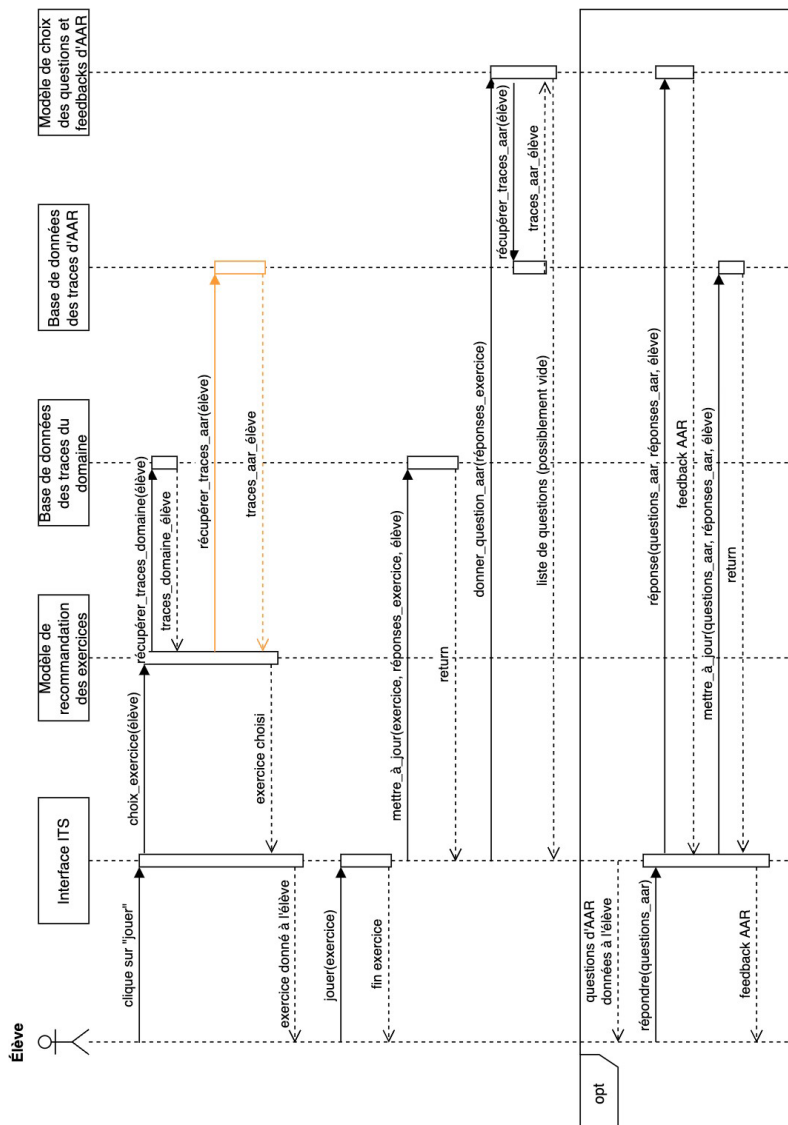 Élève
Interface ITS
Modèle de
recommandation
des exercices
Base de données
des traces du
domaine
Base de données
des traces d'AAR
Modèle de choix
des questions et
feedbacks d'AAR
clique sur "jouer"
choix_exercice(élève)
récupérer_traces_domaine(élève)
traces_domaine_élève
récupérer_traces_aar(élève)
traces_aar_élève
exercice choisi
exercice donné à l'élève
jouer(exercice)
fin exercice
mettre_à_jour(exercice, réponses_exercice, élève)
return
donner_question_aar(réponses_exercice)
récupérer_traces_aar(élève)
traces_aar_élève
liste de questions (possiblement vide)
opt
questions d'AAR
données à l'élève
répondre(questions_aar)
réponse(questions_aar, réponses_aar, élève)
feedback AAR
mettre_à_jour(questions_aar, réponses_aar, élève)
return
feedback AAR